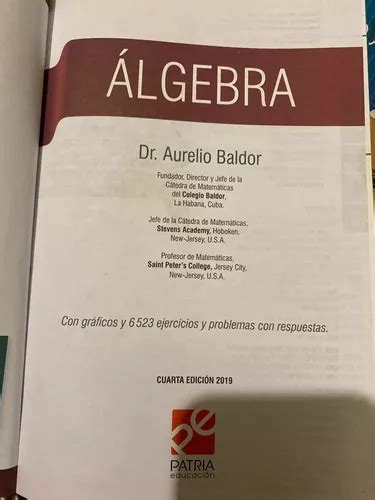 ÁLGEBRA
Dr. Aurelio Baldor
Fundador, Director y Jefe de la
Cátedra de Matemáticas
del Colegio Baldor,
La Habana, Cuba.
Jefe de la Cátedra de Matemáticas,
Stevens Academy, Hoboken,
New-Jersey, U.S.A.
Profesor de Matemáticas,
Saint Peter's College, Jersey City,
New-Jersey, U.S.A.
Con gráficos y 6 523 ejercicios y problemas con respuestas.
CUARTA EDICIÓN 2019
pe
PATRIA
educación